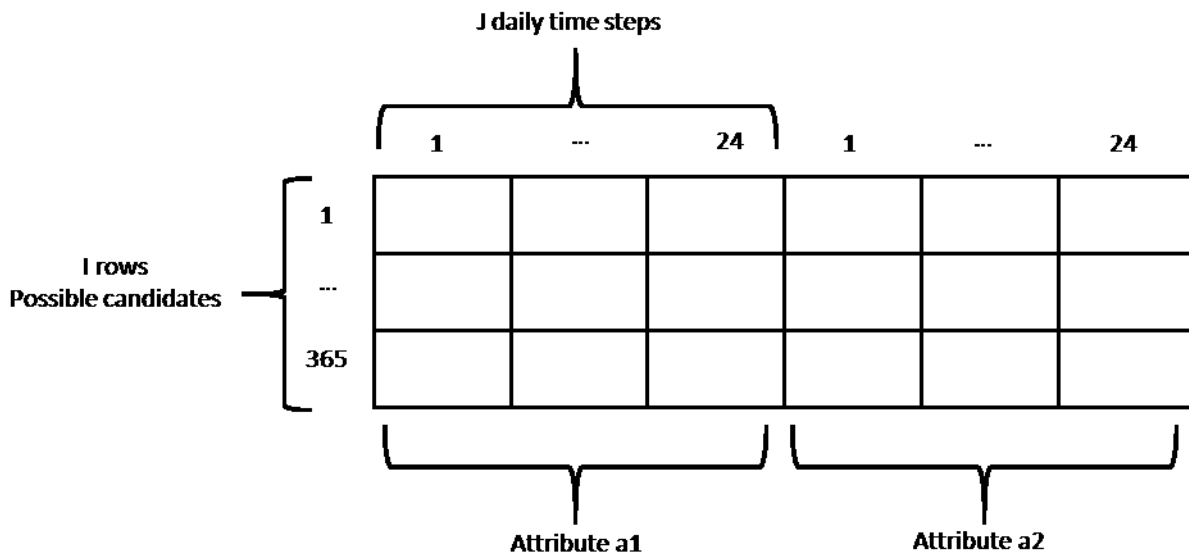 J daily time steps
1 ... 24 1 ... 24
1
I rows
Possible candidates
...
365
Attribute a1 Attribute a2